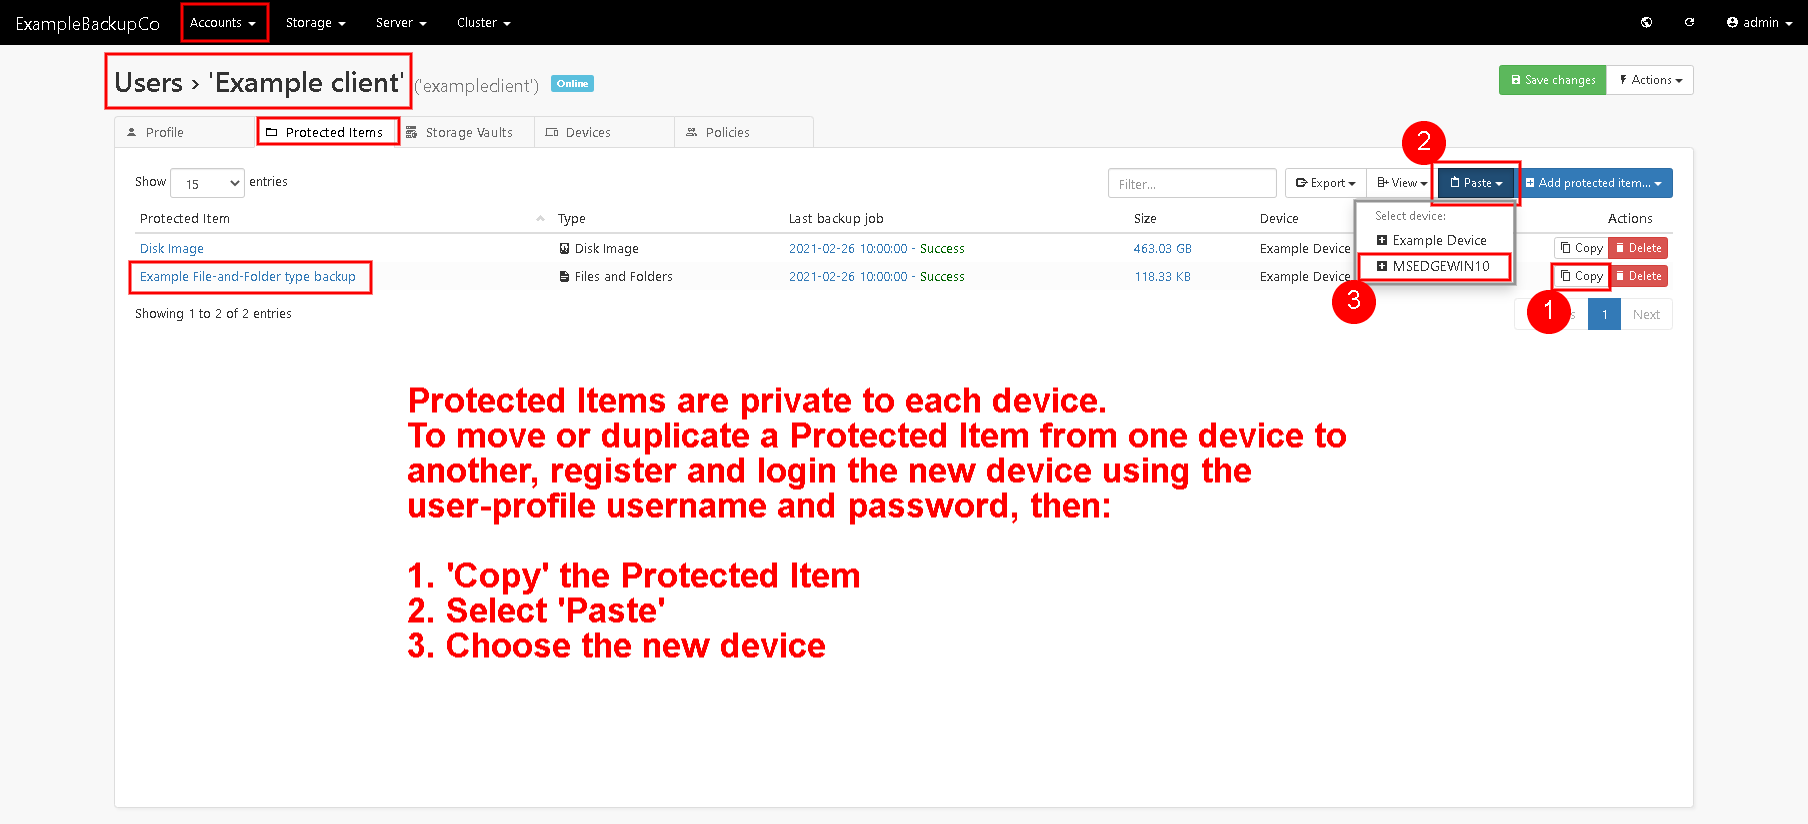 ExampleBackupCo Accounts Storage Server Cluster admin
Users › 'Example client' ('exampleclient') Online Save changes Actions
Profile Protected Items Storage Vaults Devices Policies
2
Show 15 entries Filter... Export View Paste Add protected item...
Select device:
Protected Item Type Last backup job Size Device Actions
Example Device
Disk Image Disk Image 2021-02-26 10:00:00 - Success 463.03 GB Example Device Copy Delete
MSEDGEWIN10
Example File-and-Folder type backup Files and Folders 2021-02-26 10:00:00 - Success 118.33 KB Example Device Copy Delete
3 1
Showing 1 to 2 of 2 entries 1 Next
Protected Items are private to each device.
To move or duplicate a Protected Item from one device to
another, register and login the new device using the
user-profile username and password, then:
1. 'Copy' the Protected Item
2. Select 'Paste'
3. Choose the new device